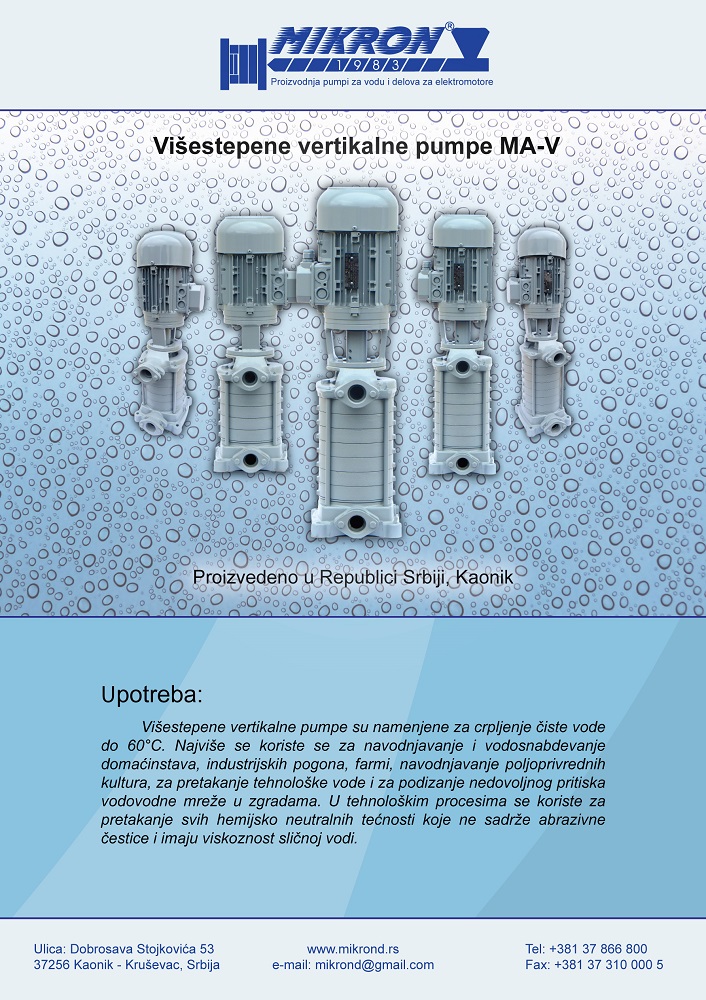 MIKRON®
1983
Proizvodnja pumpi za vodu i delova za elektromotore
Višestepene vertikalne pumpe MA-V
Proizvedeno u Republici Srbiji, Kaonik
Upotreba:
Višestepene vertikalne pumpe su namenjene za crpljenje čiste vode
do 60°C. Najviše se koriste se za navodnjavanje i vodosnabdevanje
domaćinstava, industrijskih pogona, farmi, navodnjavanje poljoprivrednih
kultura, za pretakanje tehnološke vode i za podizanje nedovoljnog pritiska
vodovodne mreže u zgradama. U tehnološkim procesima se koriste za
pretakanje svih hemijsko neutralnih tećnosti koje ne sadrže abrazivne
čestice i imaju viskoznost sličnoj vodi.
Ulica: Dobrosava Stojkovića 53
37256 Kaonik - Kruševac, Srbija
www.mikrond.rs
e-mail: mikrond@gmail.com
Tel: +381 37 866 800
Fax: +381 37 310 000 5